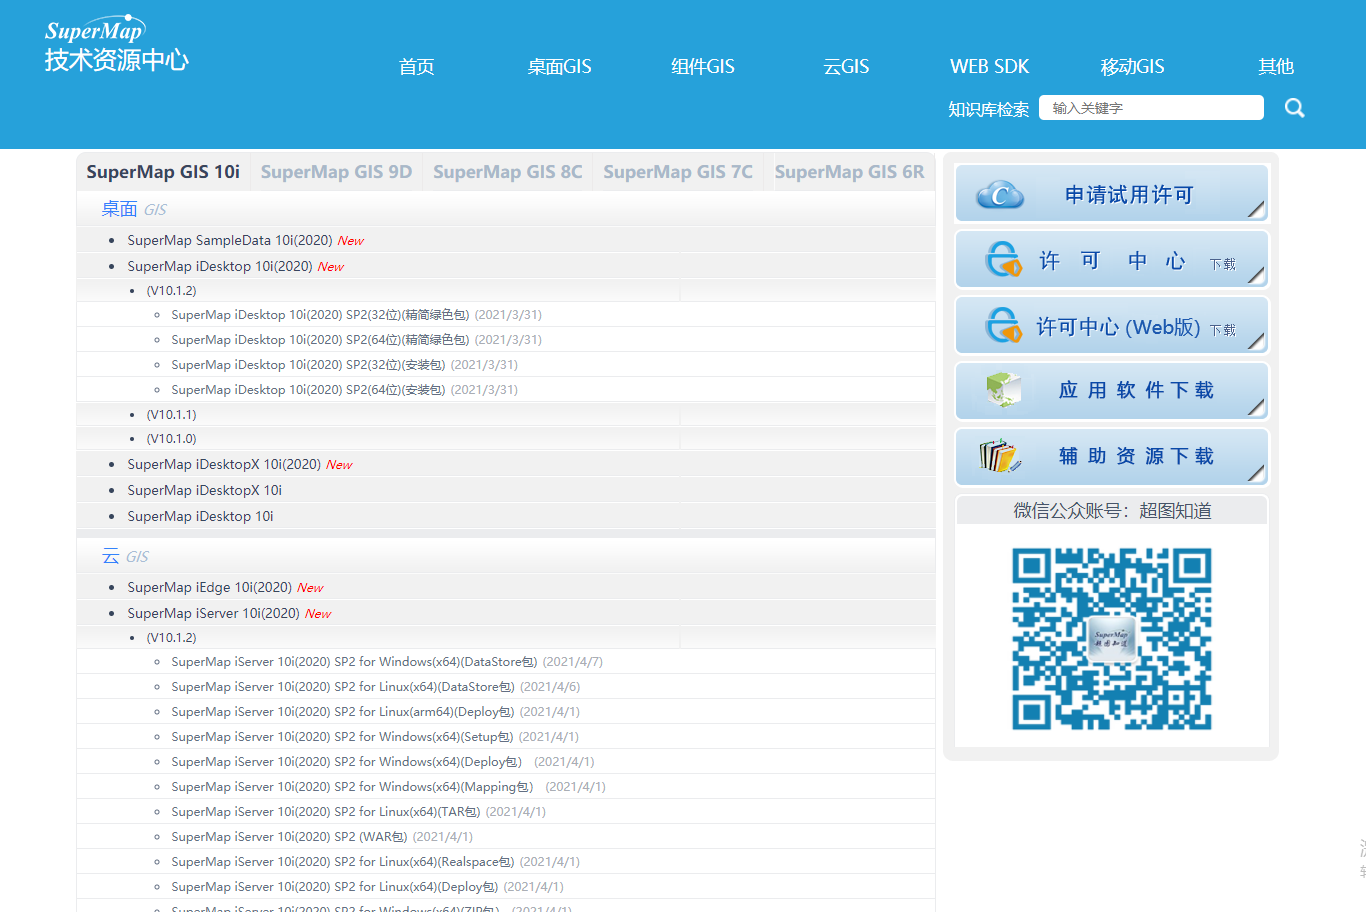 SuperMap
技术资源中心
首页 桌面GIS 组件GIS 云GIS WEB SDK 移动GIS 其他
知识库检索 输入关键字
SuperMap GIS 10i SuperMap GIS 9D SuperMap GIS 8C SuperMap GIS 7C SuperMap GIS 6R
桌面 GIS
SuperMap SampleData 10i(2020) New
SuperMap iDesktop 10i(2020) New
(V10.1.2)
SuperMap iDesktop 10i(2020) SP2(32位)(精简绿色包) (2021/3/31)
SuperMap iDesktop 10i(2020) SP2(64位)(精简绿色包) (2021/3/31)
SuperMap iDesktop 10i(2020) SP2(32位)(安装包) (2021/3/31)
SuperMap iDesktop 10i(2020) SP2(64位)(安装包) (2021/3/31)
(V10.1.1)
(V10.1.0)
SuperMap iDesktopX 10i(2020) New
SuperMap iDesktopX 10i
SuperMap iDesktop 10i
云 GIS
SuperMap iEdge 10i(2020) New
SuperMap iServer 10i(2020) New
(V10.1.2)
SuperMap iServer 10i(2020) SP2 for Windows(x64)(DataStore包) (2021/4/7)
SuperMap iServer 10i(2020) SP2 for Linux(x64)(DataStore包) (2021/4/6)
SuperMap iServer 10i(2020) SP2 for Linux(arm64)(Deploy包) (2021/4/1)
SuperMap iServer 10i(2020) SP2 for Windows(x64)(Setup包) (2021/4/1)
SuperMap iServer 10i(2020) SP2 for Windows(x64)(Deploy包) (2021/4/1)
SuperMap iServer 10i(2020) SP2 for Windows(x64)(Mapping包) (2021/4/1)
SuperMap iServer 10i(2020) SP2 for Linux(x64)(TAR包) (2021/4/1)
SuperMap iServer 10i(2020) SP2 (WAR包) (2021/4/1)
SuperMap iServer 10i(2020) SP2 for Linux(x64)(Realspace包) (2021/4/1)
SuperMap iServer 10i(2020) SP2 for Linux(x64)(Deploy包) (2021/4/1)
SuperMap iServer 10i(2020) SP2 for Windows(x64)(ZIP包) (2021/4/1)
申请试用许可
许可中心 下载
许可中心 (Web版) 下载
应用软件下载
辅助资源下载
微信公众账号：超图知道
SuperMap
超图知道